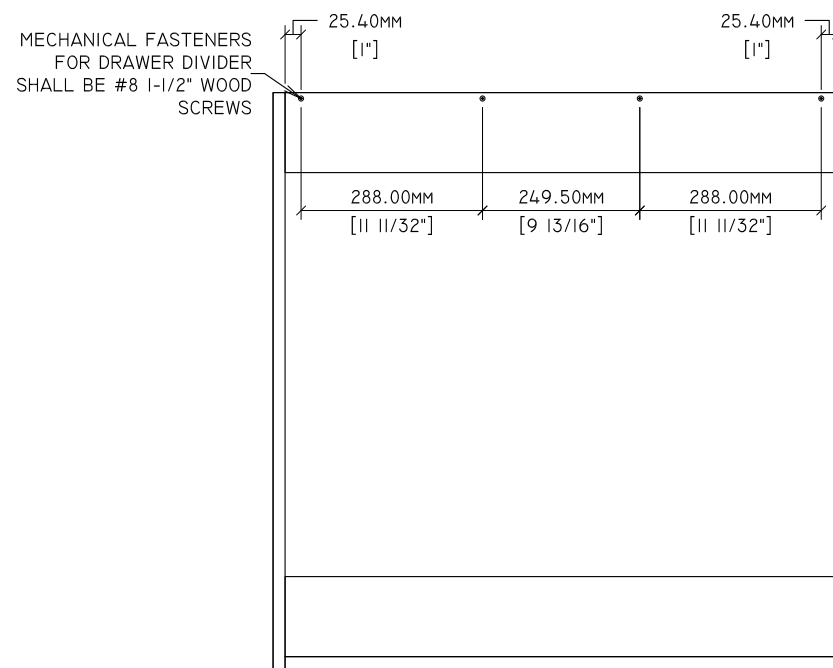 25.40MM
[1"]
25.40MM
[1"]
MECHANICAL FASTENERS
FOR DRAWER DIVIDER
SHALL BE #8 1-1/2" WOOD
SCREWS
288.00MM
[11 11/32"]
249.50MM
[9 13/16"]
288.00MM
[11 11/32"]